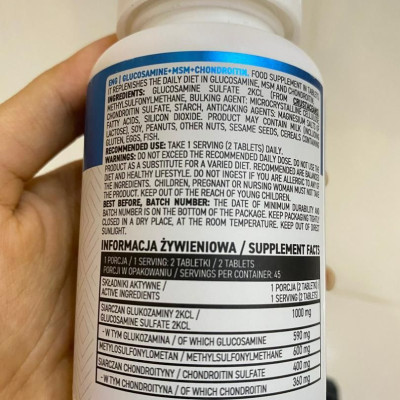 ENG | GLUCOSAMINE+MSM+CHONDROITIN. FOOD SUPPLEMENT IN TABLETS.
IT REPLENISHES THE DAILY DIET IN GLUCOSAMINE, MSM AND CHONDROITIN.
INGREDIENTS: GLUCOSAMINE SULFATE 2KCL (FROM CRUSTACEANS),
METHYLSULFONYLMETHANE, BULKING AGENT: MICROCRYSTALLINE CELLULOSE,
CHONDROITIN SULFATE, STARCH, ANTICAKING AGENTS: MAGNESIUM SALTS OF
FATTY ACIDS, SILICON DIOXIDE. PRODUCT MAY CONTAIN MILK (INCLUDING
LACTOSE), SOY, PEANUTS, OTHER NUTS, SESAME SEEDS, CEREALS CONTAINING
GLUTEN, EGGS, FISH.
RECOMMENDED USE: TAKE 1 SERVING (2 TABLETS) DAILY.
WARNINGS: DO NOT EXCEED THE RECOMMENDED DAILY DOSE. DO NOT USE THE
PRODUCT AS A SUBSTITUTE FOR A VARIED DIET. RECOMMENDED ARE BALANCED
DIET AND HEALTHY LIFESTYLE. DO NOT INGEST IF YOU ARE ALLERGIC TO ANY OF
THE INGREDIENTS. CHILDREN, PREGNANT OR NURSING WOMAN MUST NOT TAKE
THE PRODUCT. KEEP OUT OF THE REACH OF YOUNG CHILDREN.
BEST BEFORE, BATCH NUMBER: THE DATE OF MINIMUM DURABILITY AND
BATCH NUMBER IS ON THE BOTTOM OF THE PACKAGE. KEEP PACKAGING TIGHTLY
CLOSED IN A DRY PLACE, AT THE ROOM TEMPERATURE. KEEP OUT OF DIRECT
SUNLIGHT.
INFORMACJA ŻYWIENIOWA / SUPPLEMENT FACTS
1 PORCJA / 1 SERVING: 2 TABLETKI / 2 TABLETS
PORCJI W OPAKOWANIU / SERVINGS PER CONTAINER: 45
SKŁADNIKI AKTYWNE / 1 PORCJA (2 TABLETKI)
ACTIVE INGREDIENTS 1 SERVING (2 TABLETS)
SIARCZAN GLUKOZAMINY 2KCL / 1000 mg
GLUCOSAMINE SULFATE 2KCL
- W TYM GLUKOZAMINA / OF WHICH GLUCOSAMINE 590 mg
METYLOSULFONYLOMETAN / METHYLSULFONYLMETHANE 600 mg
SIARCZAN CHONDROITYNY / CHONDROITIN SULFATE 400 mg
- W TYM CHONDROITYNA / OF WHICH CHONDROITIN 360 mg